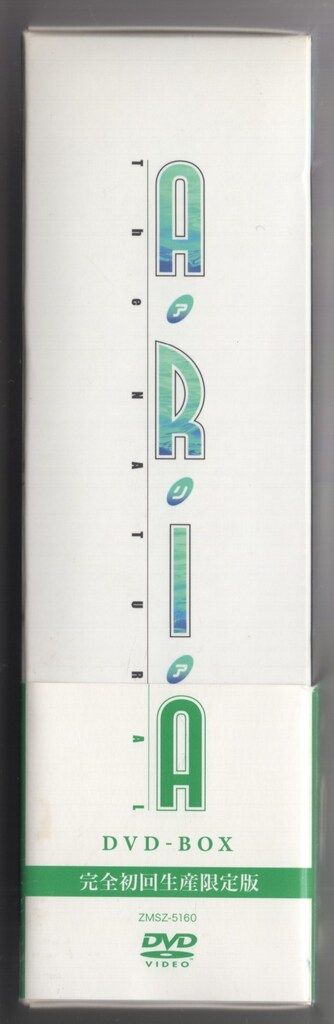 A・R・I・A
ア リ ア
The NATURAL
DVD-BOX
完全初回生産限定版
ZMSZ-5160
DVD
VIDEO